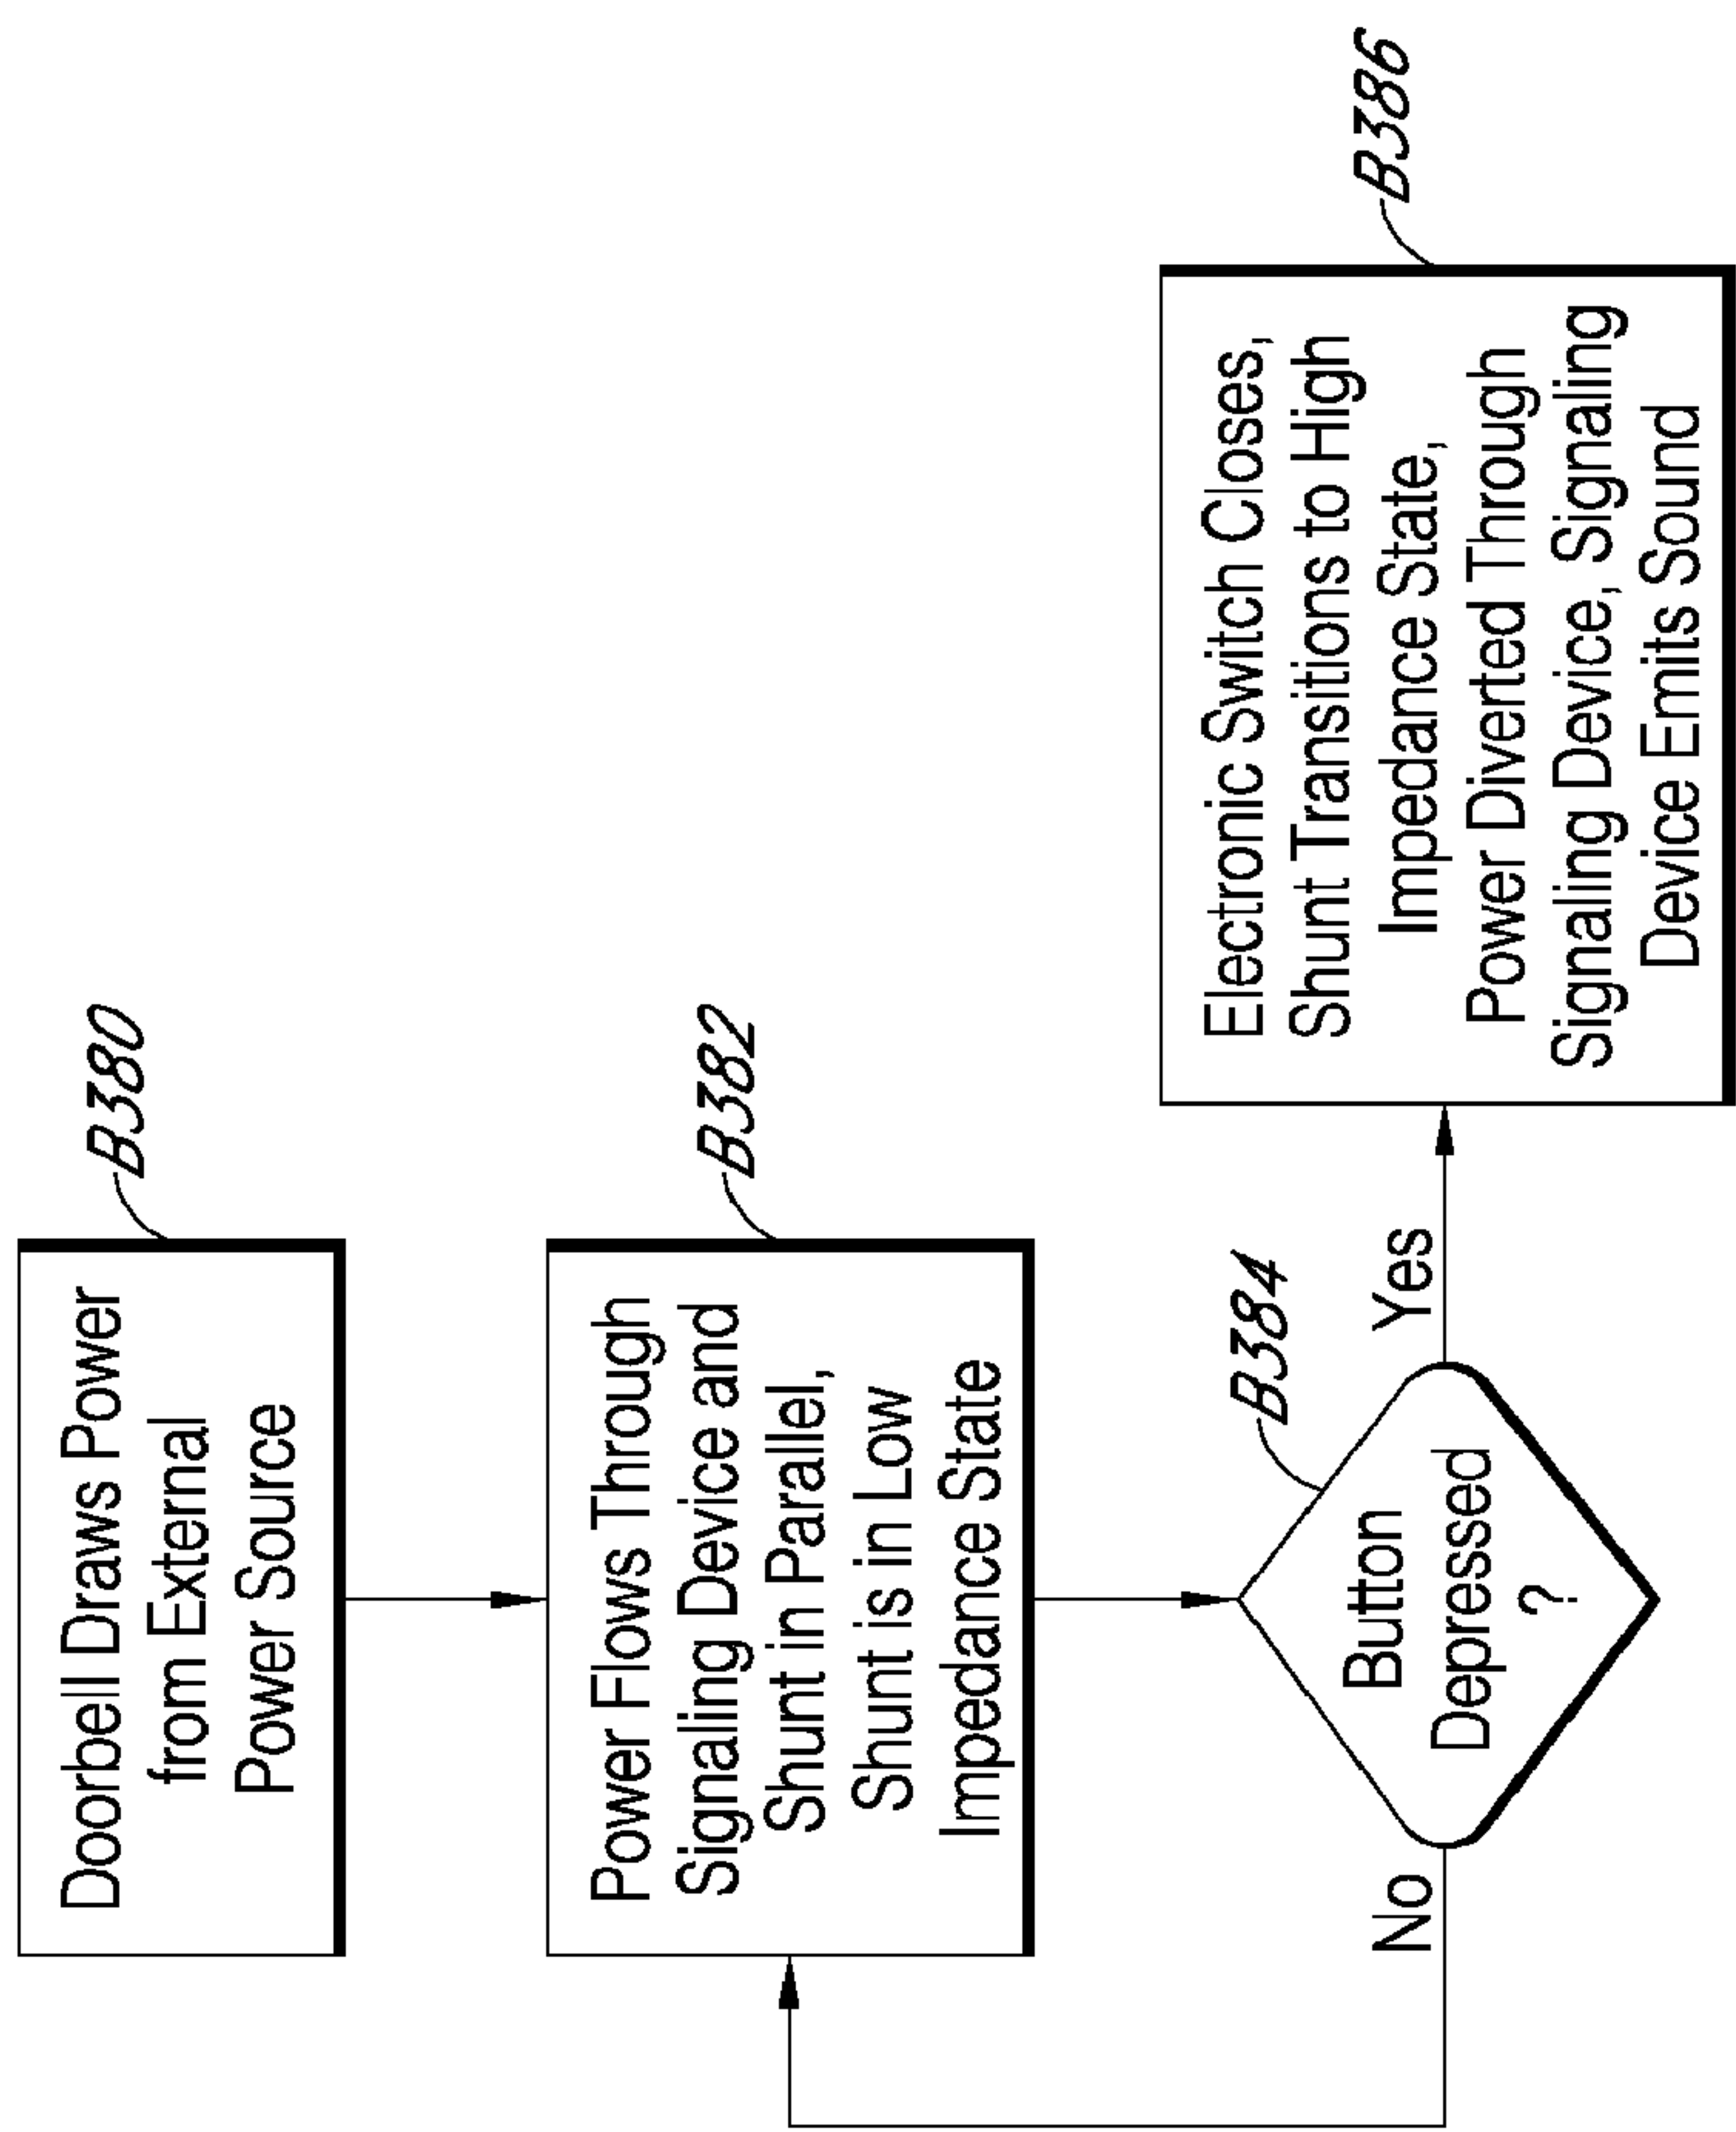 B380
Doorbell Draws Power
from External
Power Source
B382
Power Flows Through
Signaling Device and
Shunt in Parallel,
Shunt is in Low
Impedance State
B384
Button
Depressed
?
No
Yes
B386
Electronic Switch Closes,
Shunt Transitions to High
Impedance State,
Power Diverted Through
Signaling Device, Signaling
Device Emits Sound